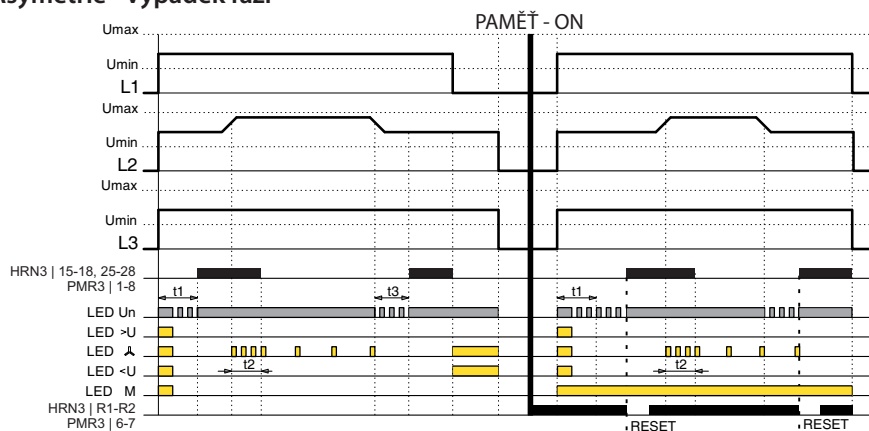 Asymetrie - výpadek fází
PAMĚŤ - ON
Umax
Umin
L1
Umax
Umin
L2
Umax
Umin
L3
HRN3 | 15-18, 25-28
PMR3 | 1-8
t1
t3
t1
LED Un
LED >U
LED
LED <U
t2
t2
LED M
HRN3 | R1-R2
PMR3 | 6-7
RESET
RESET